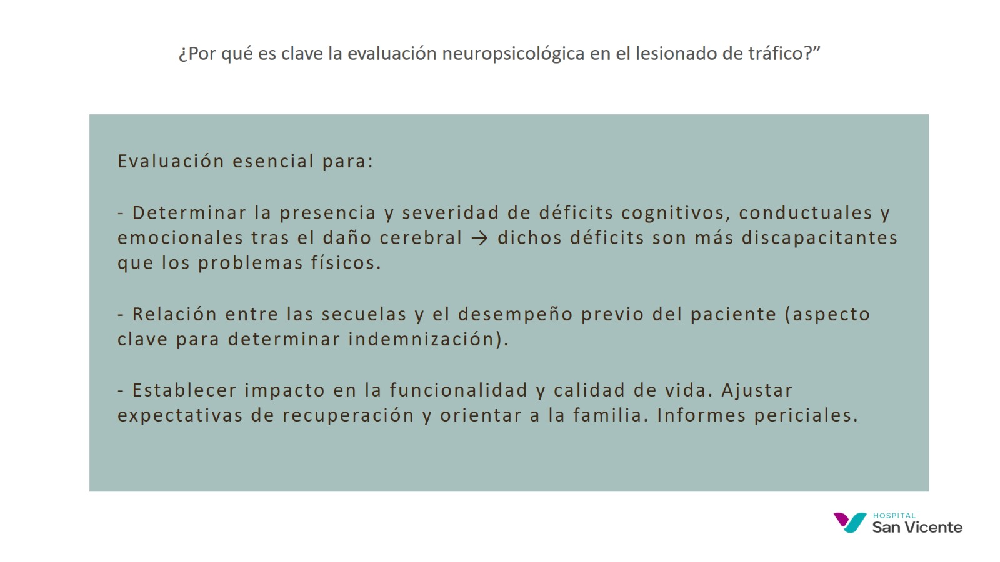 ¿Por qué es clave la evaluación neuropsicológica en el lesionado de tráfico?”
Evaluación esencial para:
- Determinar la presencia y severidad de déficits cognitivos, conductuales y
emocionales tras el daño cerebral → dichos déficits son más discapacitantes
que los problemas físicos.
- Relación entre las secuelas y el desempeño previo del paciente (aspecto
clave para determinar indemnización).
- Establecer impacto en la funcionalidad y calidad de vida. Ajustar
expectativas de recuperación y orientar a la familia. Informes periciales.
HOSPITAL
San Vicente